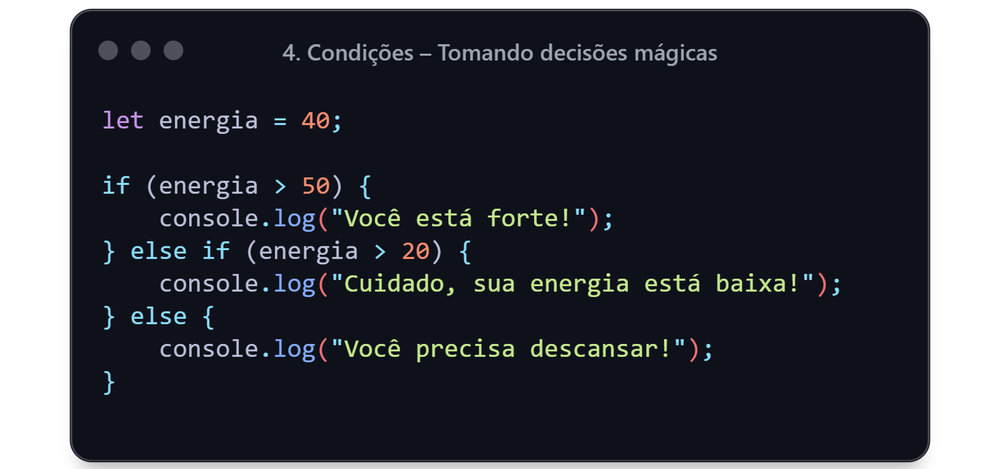 4. Condições – Tomando decisões mágicas
let energia = 40;
if (energia > 50) {
    console.log("Você está forte!");
} else if (energia > 20) {
    console.log("Cuidado, sua energia está baixa!");
} else {
    console.log("Você precisa descansar!");
}